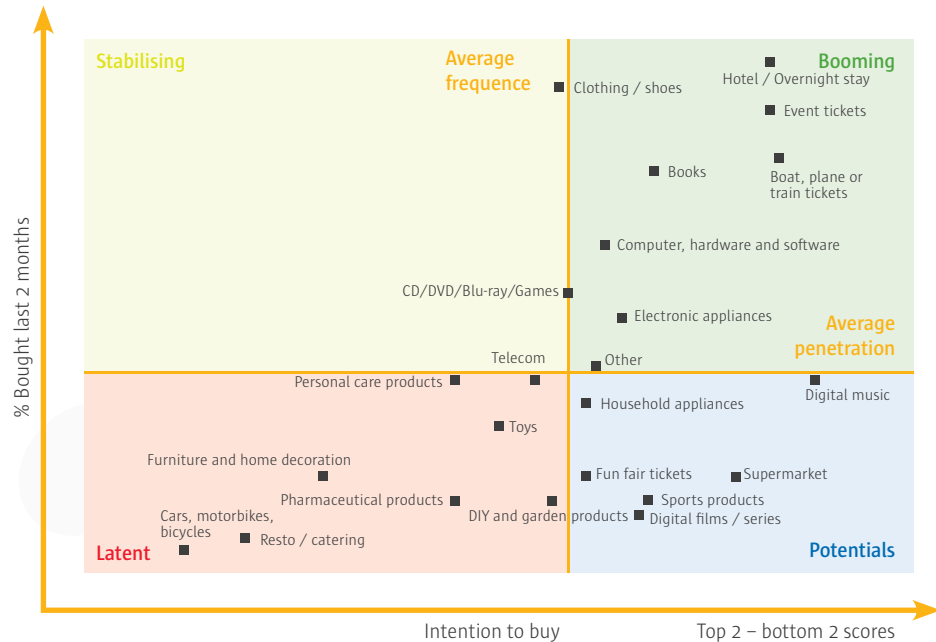 Stabilising
Average
frequence
Booming
Hotel / Overnight stay
Clothing / shoes
Event tickets
Books
Boat, plane or
train tickets
Computer, hardware and software
CD/DVD/Blu-ray/Games
Electronic appliances
Average
penetration
Telecom
Other
Personal care products
Digital music
Household appliances
Toys
Furniture and home decoration
Fun fair tickets
Supermarket
Pharmaceutical products
Sports products
DIY and garden products
Digital films / series
Cars, motorbikes,
bicycles
Resto / catering
Latent
Potentials
% Bought last 2 months
Intention to buy
Top 2 – bottom 2 scores